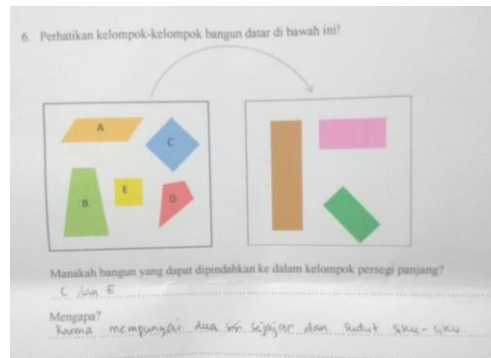 6. Perhatikan kelompok-kelompok bangun datar di bawah ini!
A
C
E
B
D
Manakah bangun yang dapat dipindahkan ke dalam kelompok persegi panjang?
C dan E
Mengapa?
Karena mempunyai dua sisi sejajar dan sudut siku-siku.